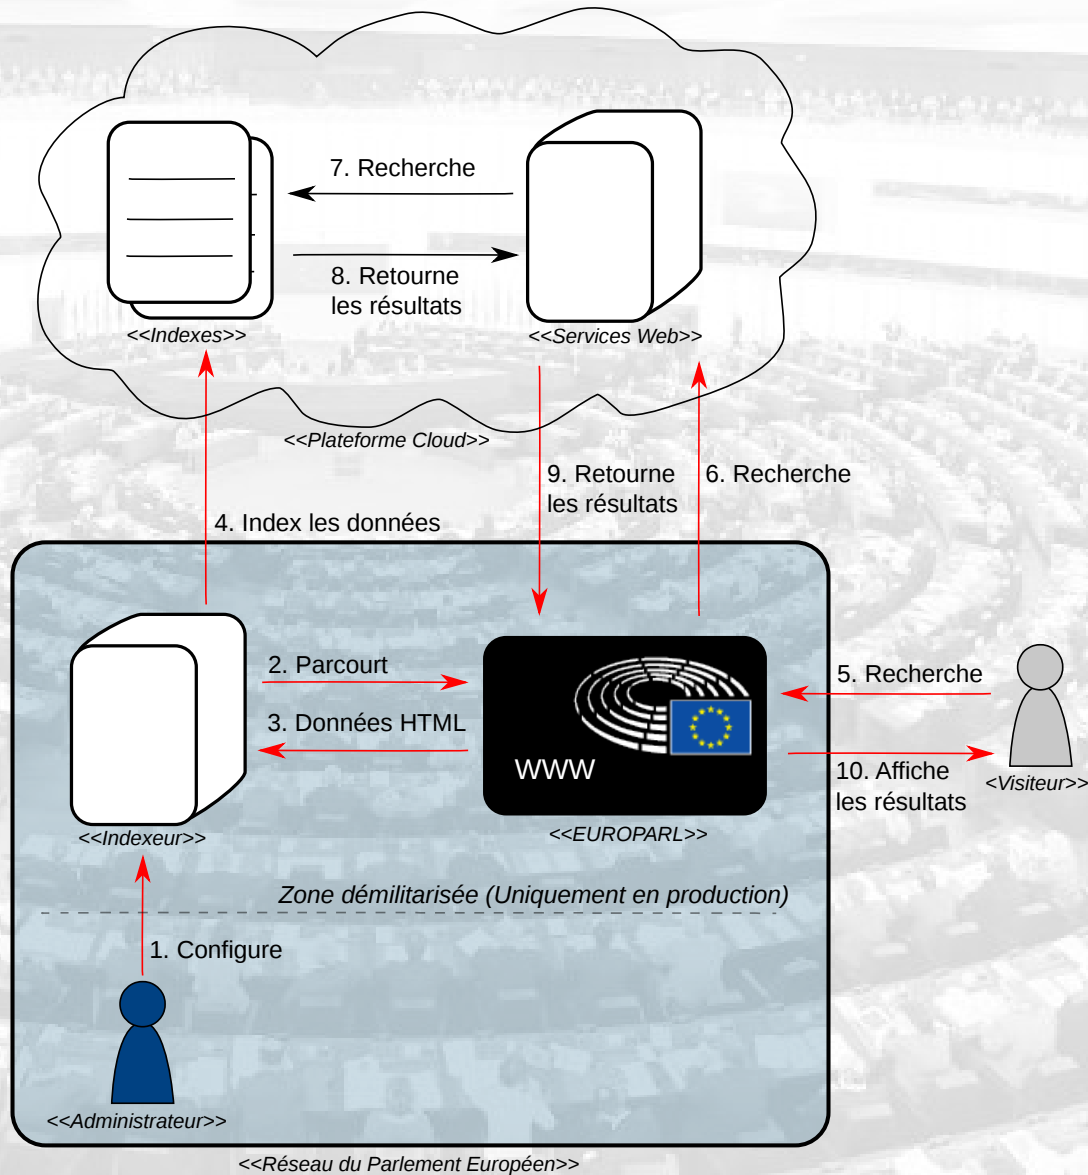 7. Recherche
8. Retourne
les résultats
<<Indexes>>
<<Services Web>>
<<Plateforme Cloud>>
9. Retourne
les résultats
6. Recherche
4. Index les données
2. Parcourt
3. Données HTML
WWW
5. Recherche
10. Affiche
les résultats
<Visiteur>>
<<Indexeur>>
<<EUROPARL>>
Zone démilitarisée (Uniquement en production)
1. Configure
<<Administrateur>>
<<Réseau du Parlement Européen>>